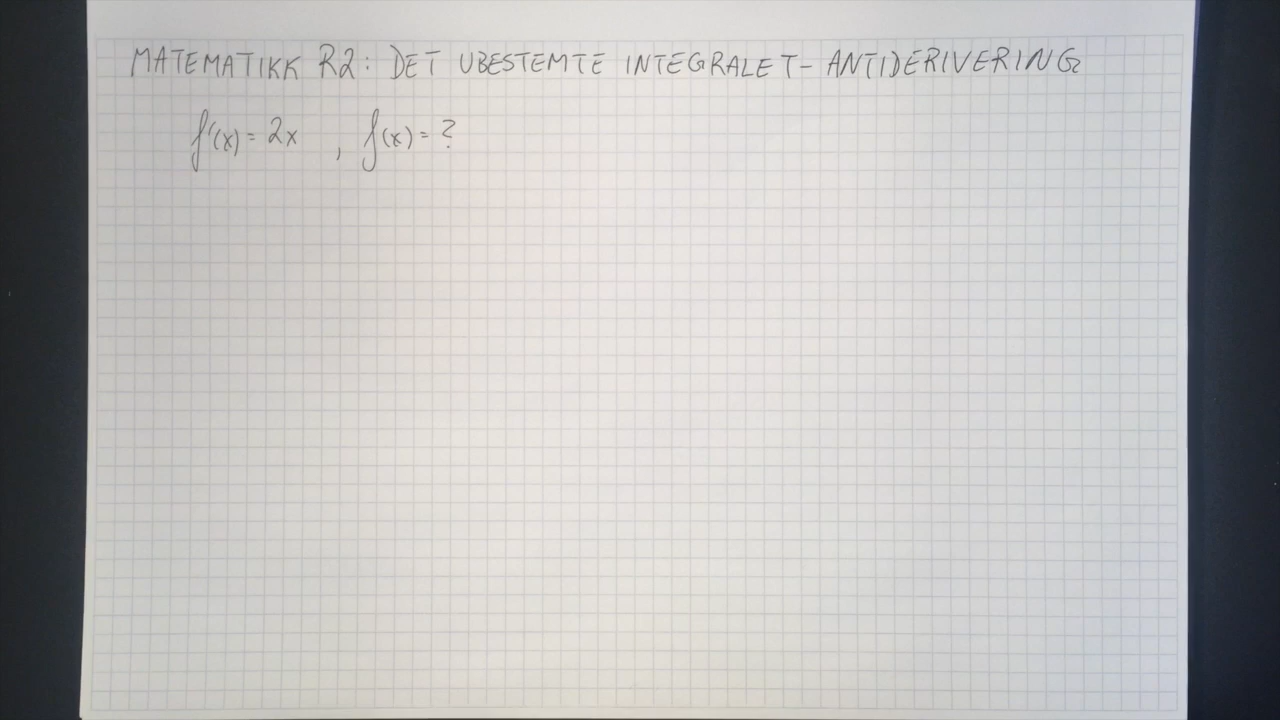 MATEMATIKK R2: DET UBESTEMTE INTEGRALET - ANTIDERIVERING
f'(x) = 2x , f(x) = ?